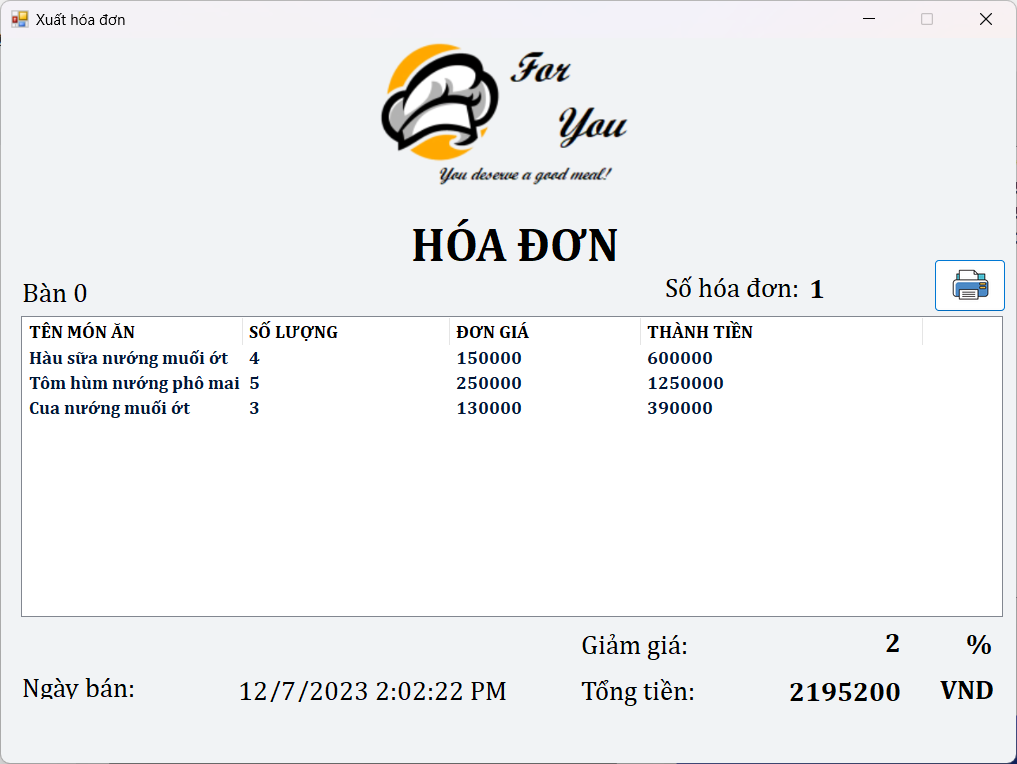 Xuất hóa đơn
For
You
You deserve a good meal!
HÓA ĐƠN
Bàn 0
Số hóa đơn: 1
TÊN MÓN ĂN SỐ LƯỢNG ĐƠN GIÁ THÀNH TIỀN
Hàu sữa nướng muối ớt 4 150000 600000
Tôm hùm nướng phô mai 5 250000 1250000
Cua nướng muối ớt 3 130000 390000
Giảm giá: 2 %
Ngày bán: 12/7/2023 2:02:22 PM Tổng tiền: 2195200 VND